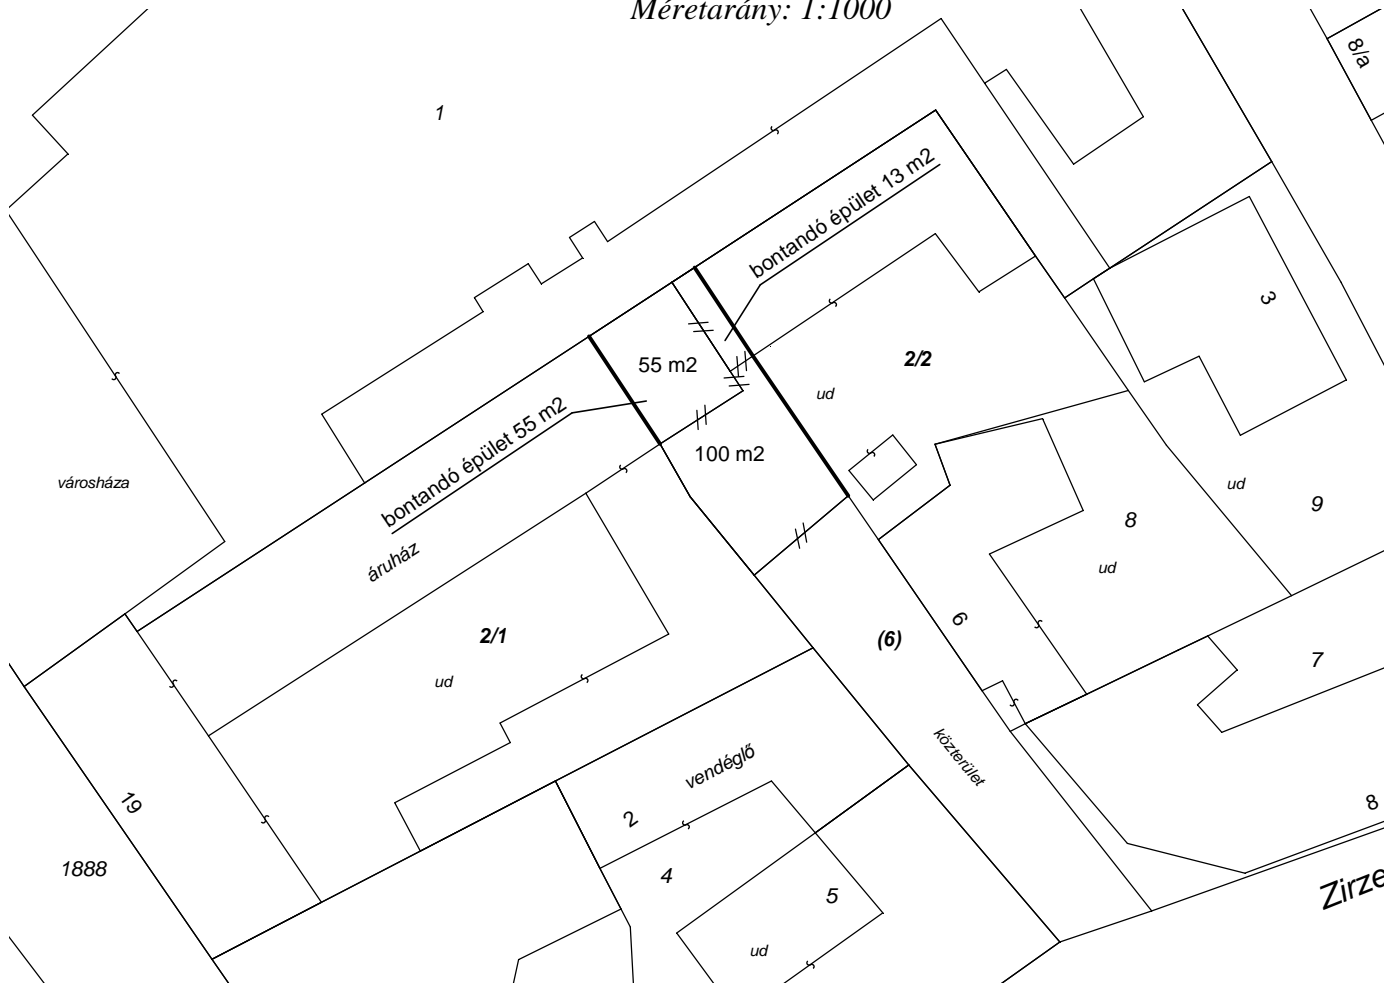 Méretarány: 1:1000
8/a
1
bontandó épület 13 m2
3
55 m2
2/2
ud
bontandó épület 55 m2
100 m2
városháza
ud
9
8
áruház
ud
6
2/1
(6)
7
ud
közterület
vendéglő
19
2
8
1888
4
5
Zirze
ud